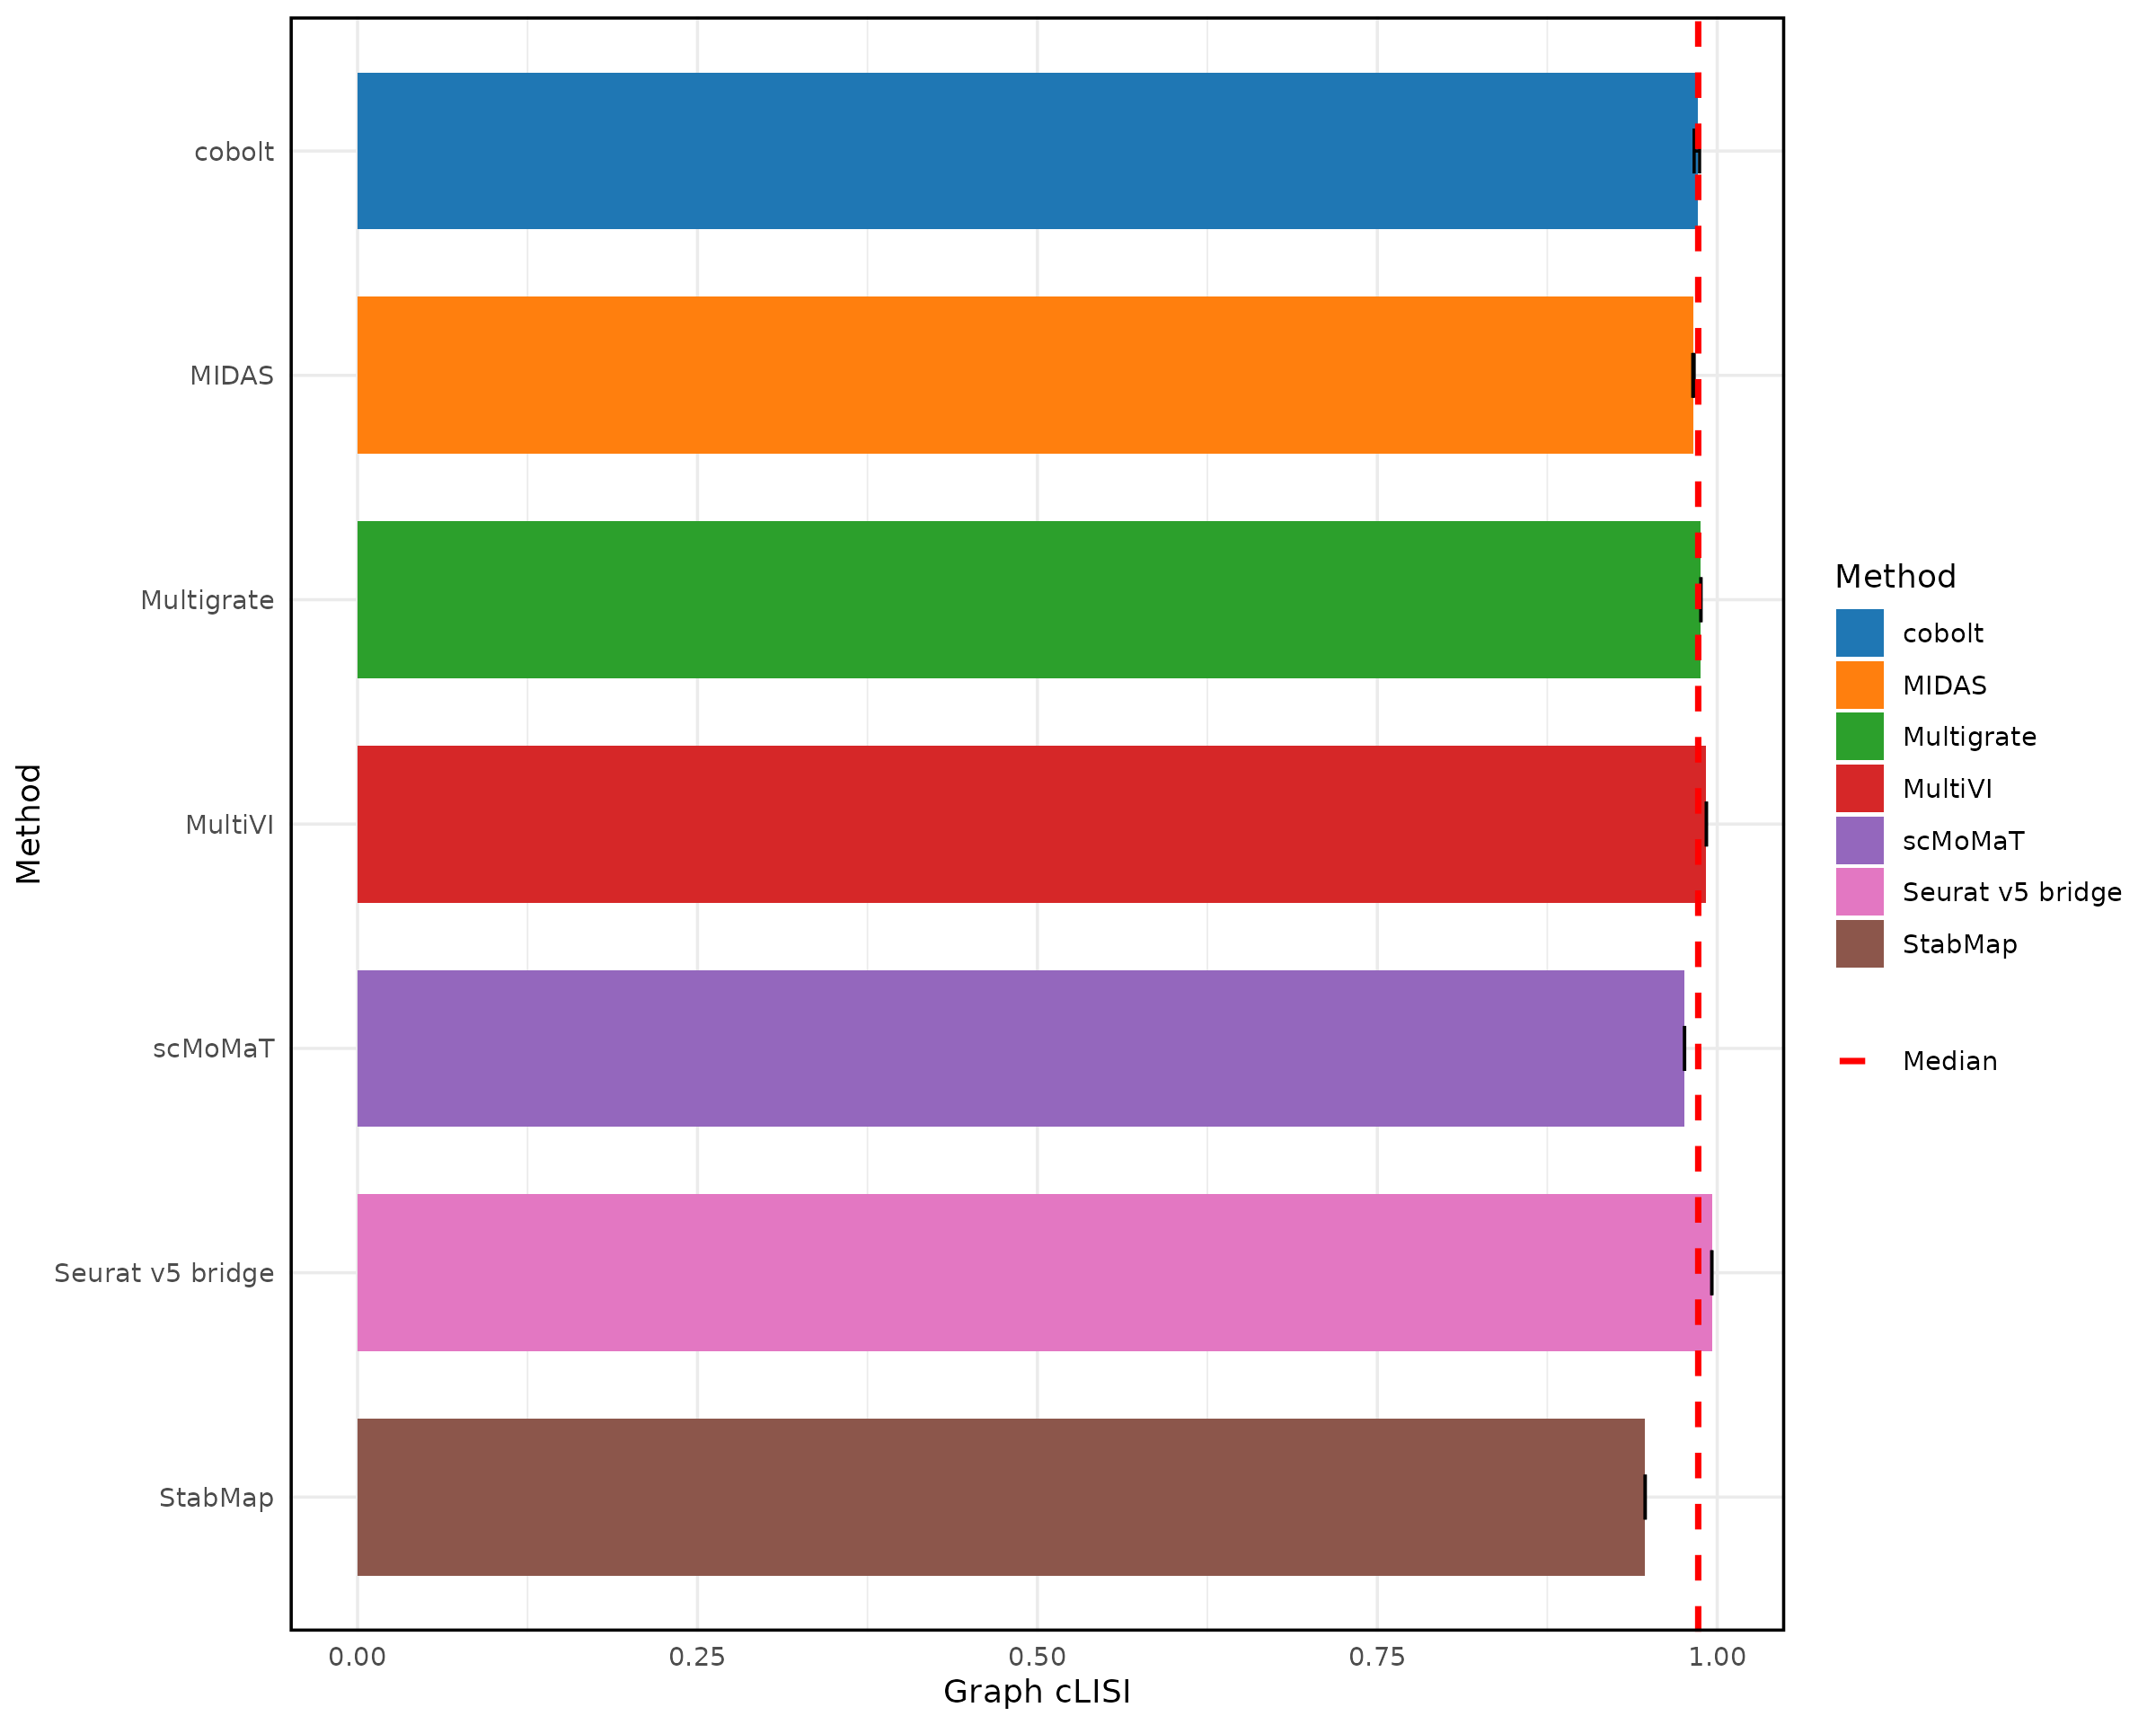 Method
cobolt
MIDAS
Multigrate
MultiVI
scMoMaT
Seurat v5 bridge
StabMap
0.00
0.25
0.50
0.75
1.00
Graph cLISI
Method
cobolt
MIDAS
Multigrate
MultiVI
scMoMaT
Seurat v5 bridge
StabMap
Median